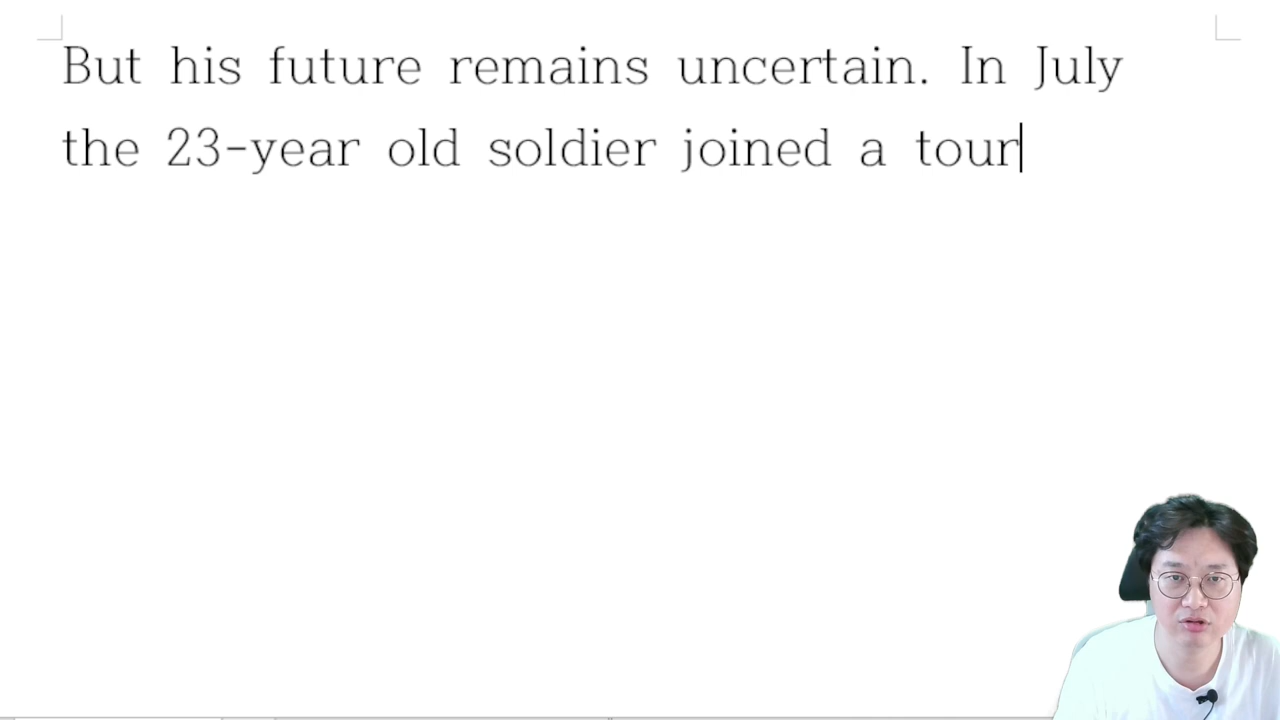 But his future remains uncertain. In July
the 23-year old soldier joined a tour